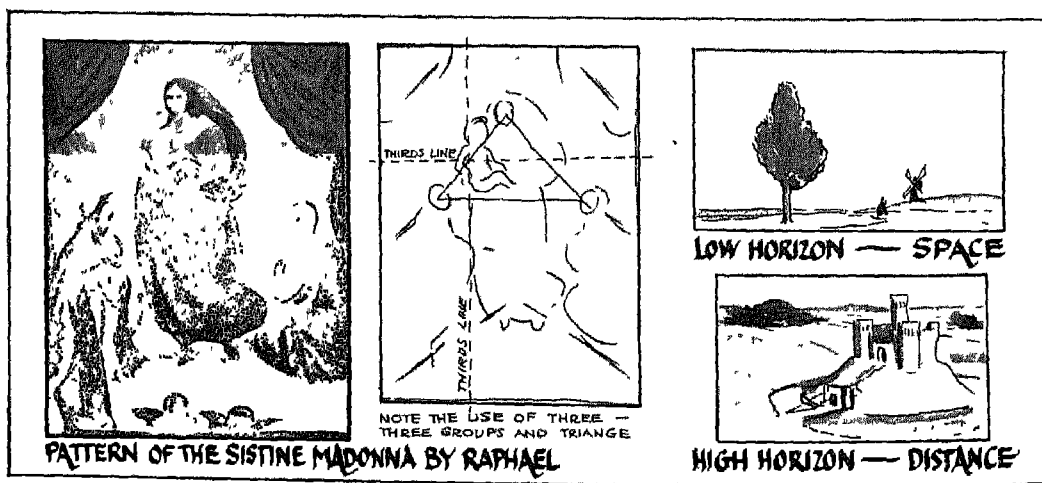 THIRDS LINE
THIRDS LINE
NOTE THE USE OF THREE —
THREE GROUPS AND TRIANGE
PATTERN OF THE SISTINE MADONNA BY RAPHAEL
LOW HORIZON — SPACE
HIGH HORIZON — DISTANCE